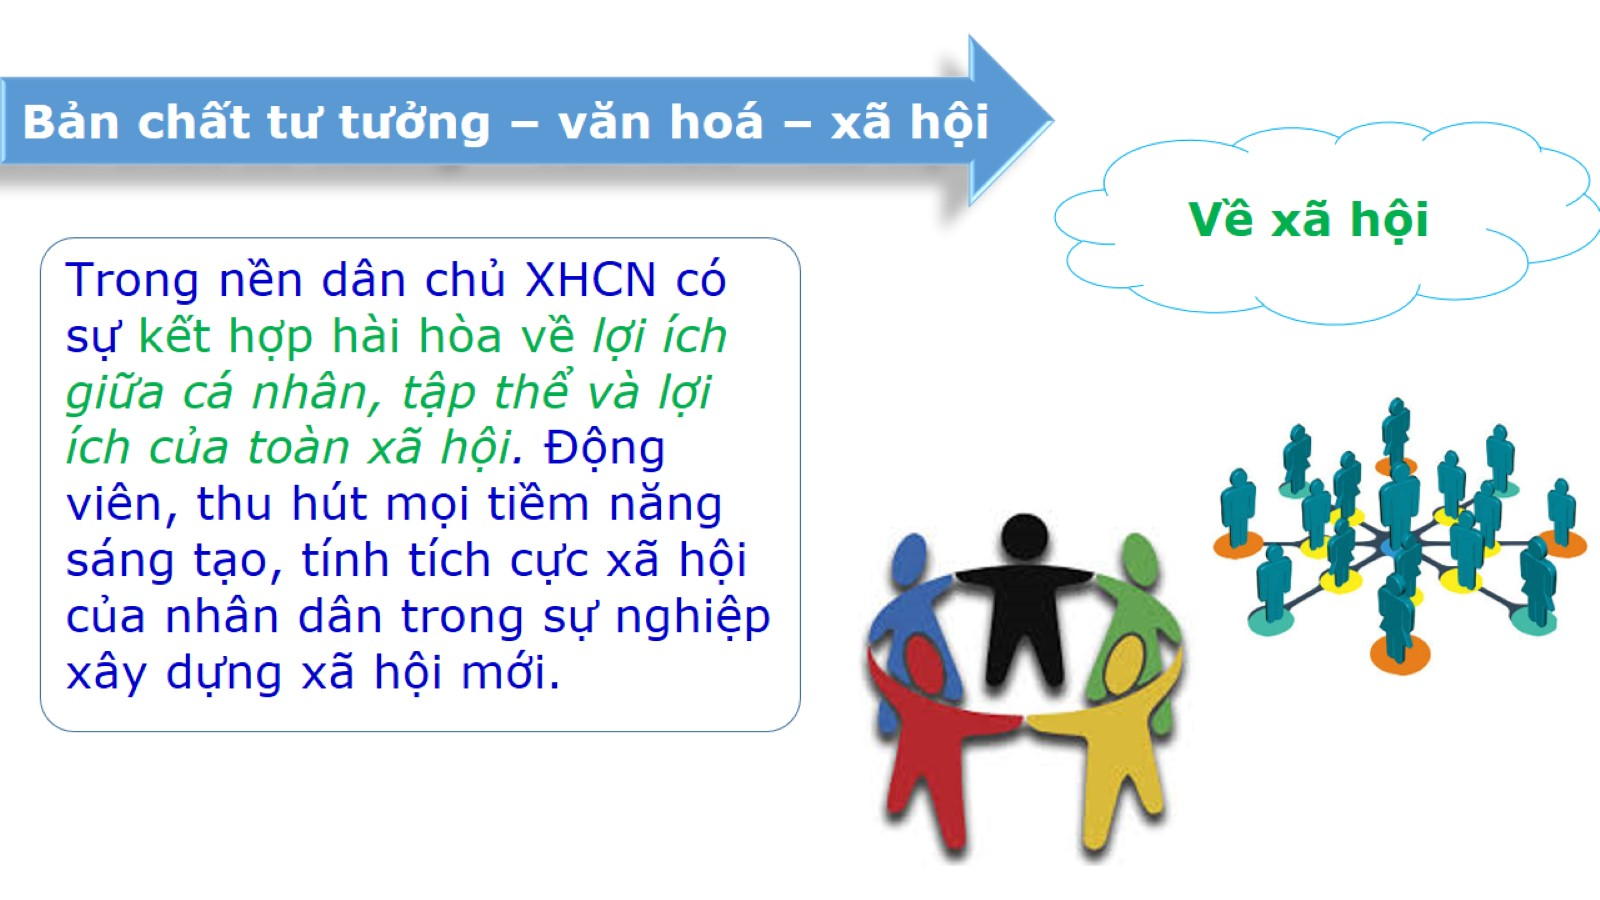 Bản chất tư tưởng – văn hoá – xã hội
Về xã hội
Trong nền dân chủ XHCN có
sự kết hợp hài hòa về lợi ích
giữa cá nhân, tập thể và lợi
ích của toàn xã hội. Động
viên, thu hút mọi tiềm năng
sáng tạo, tính tích cực xã hội
của nhân dân trong sự nghiệp
xây dựng xã hội mới.